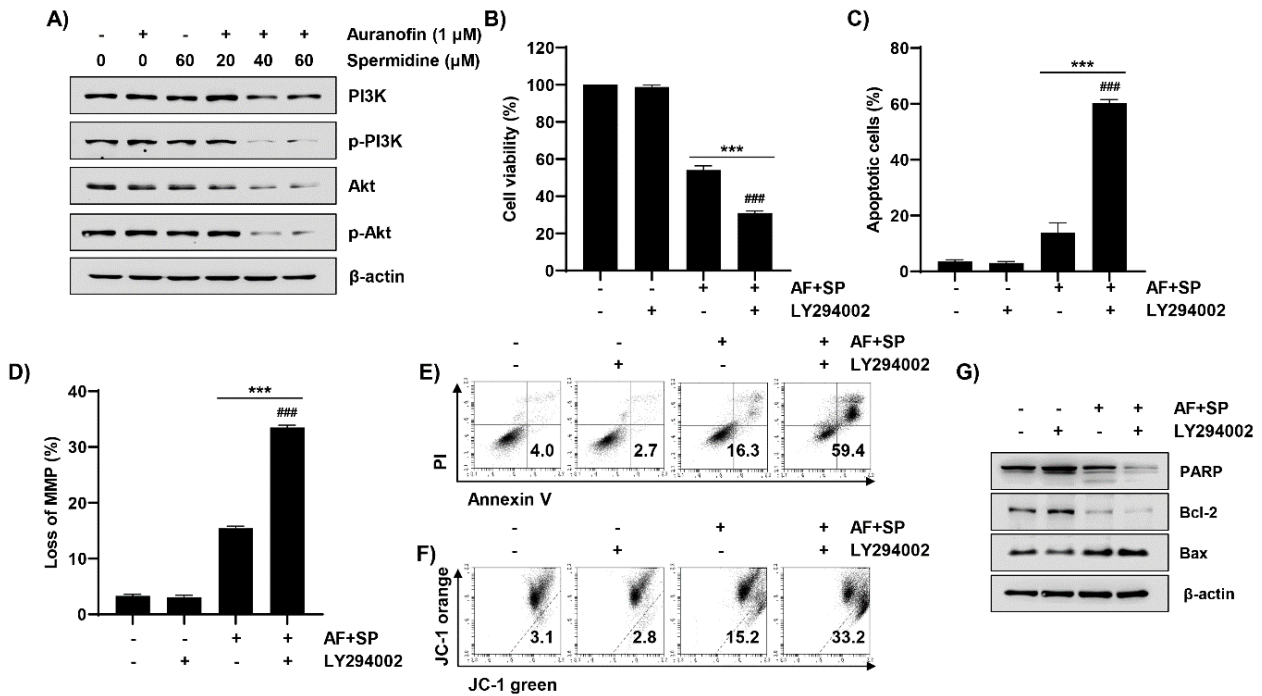 A)
- + - + + + Auranofin (1 µM)
0 0 60 20 40 60 Spermidine (µM)
PI3K
p-PI3K
Akt
p-Akt
β-actin
B)
Cell viability (%)
120
100
80
60
40
20
0
***
###
- - + + AF+SP
- + - + LY294002
C)
Apoptotic cells (%)
80
60
40
20
0
***
###
- - + + AF+SP
- + - + LY294002
D)
Loss of MMP (%)
40
30
20
10
0
***
###
- - + + AF+SP
- + - + LY294002
E)
- - + + AF+SP
- + - + LY294002
PI
4.0 2.7 16.3 59.4
Annexin V
F)
- - + + AF+SP
- + - + LY294002
JC-1 orange
3.1 2.8 15.2 33.2
JC-1 green
G)
- - + + AF+SP
- + - + LY294002
PARP
Bcl-2
Bax
β-actin